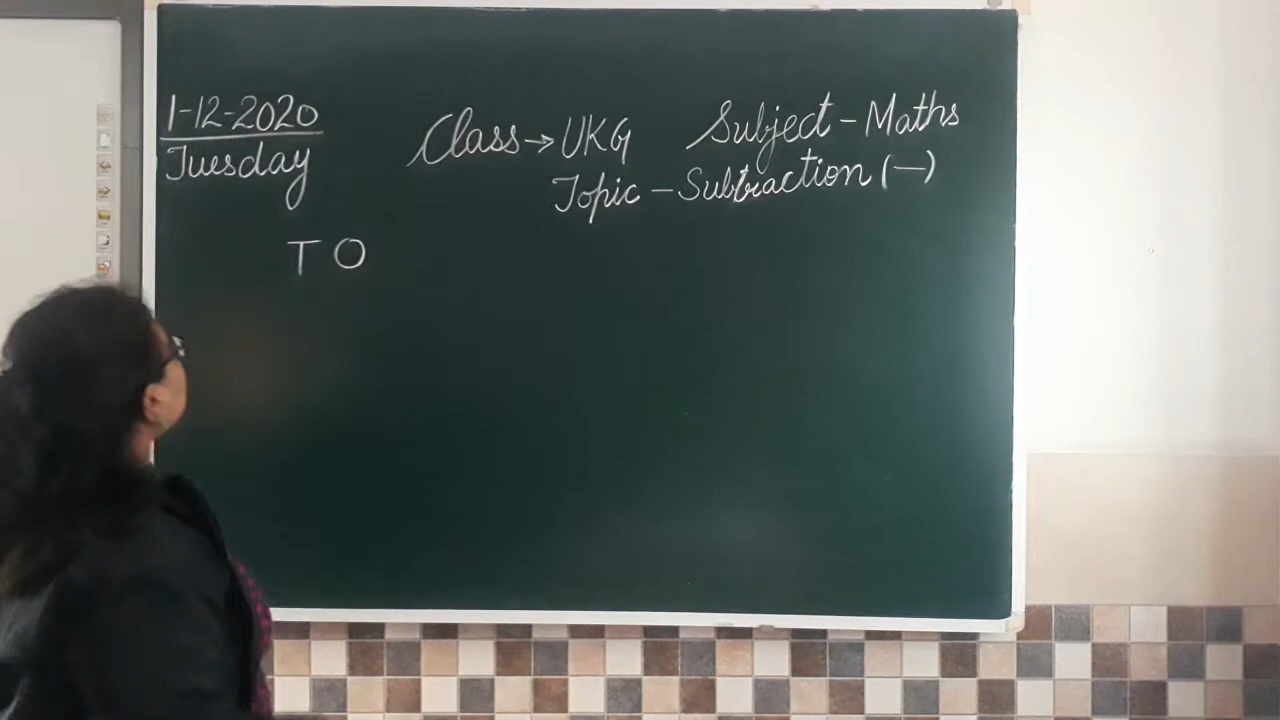 1-12-2020
Tuesday
Class → UKG Subject - Maths
Topic - Subtraction (-)
T O